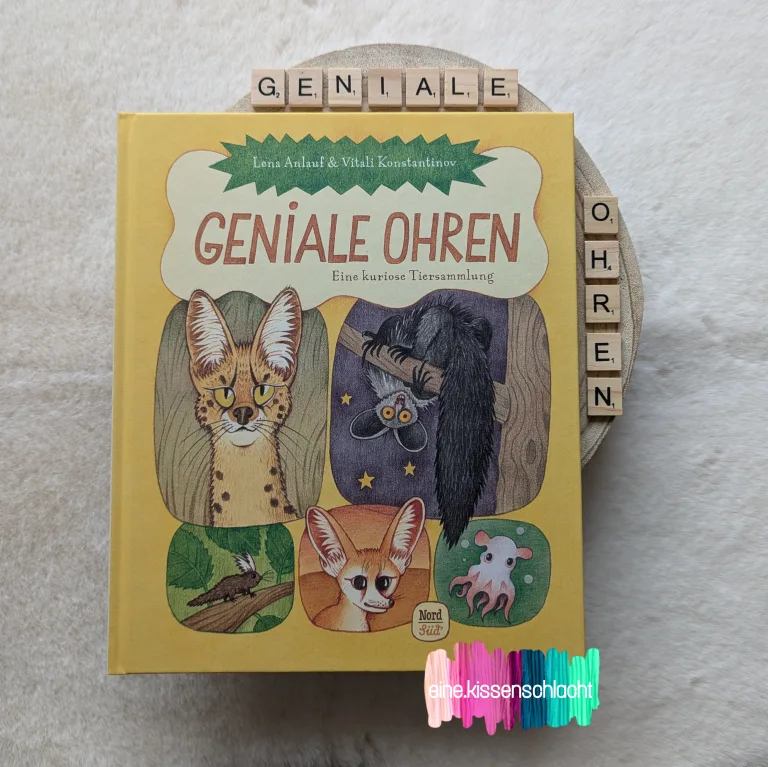 GENIALE
OHREN
Lena Anlauf & Vitali Konstantinov
GENIALE OHREN
Eine kuriose Tiersammlung
Nord
Süd
eine.kissenschlacht